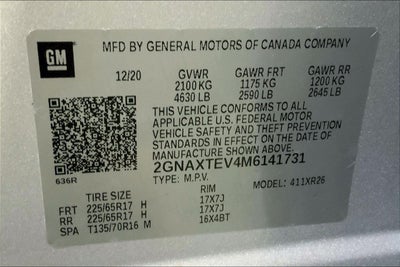 GM
MFD BY GENERAL MOTORS OF CANADA COMPANY
12/20 GVWR GAWR FRT GAWR RR
2100 KG 1175 KG 1200 KG
4630 LB 2590 LB 2645 LB
THIS VEHICLE CONFORMS TO ALL
APPLICABLE U.S. FEDERAL MOTOR
VEHICLE SAFETY AND THEFT PREVENTION
STANDARDS IN EFFECT ON THE DATE OF
MANUFACTURE SHOWN ABOVE.
2GNAXTEV4M6141731
636R TYPE: M.P.V. MODEL: 411XR26
TIRE SIZE RIM
FRT 225/65R17 H 17X7J
RR 225/65R17 H 17X7J
SPA T135/70R16 M 16X4BT